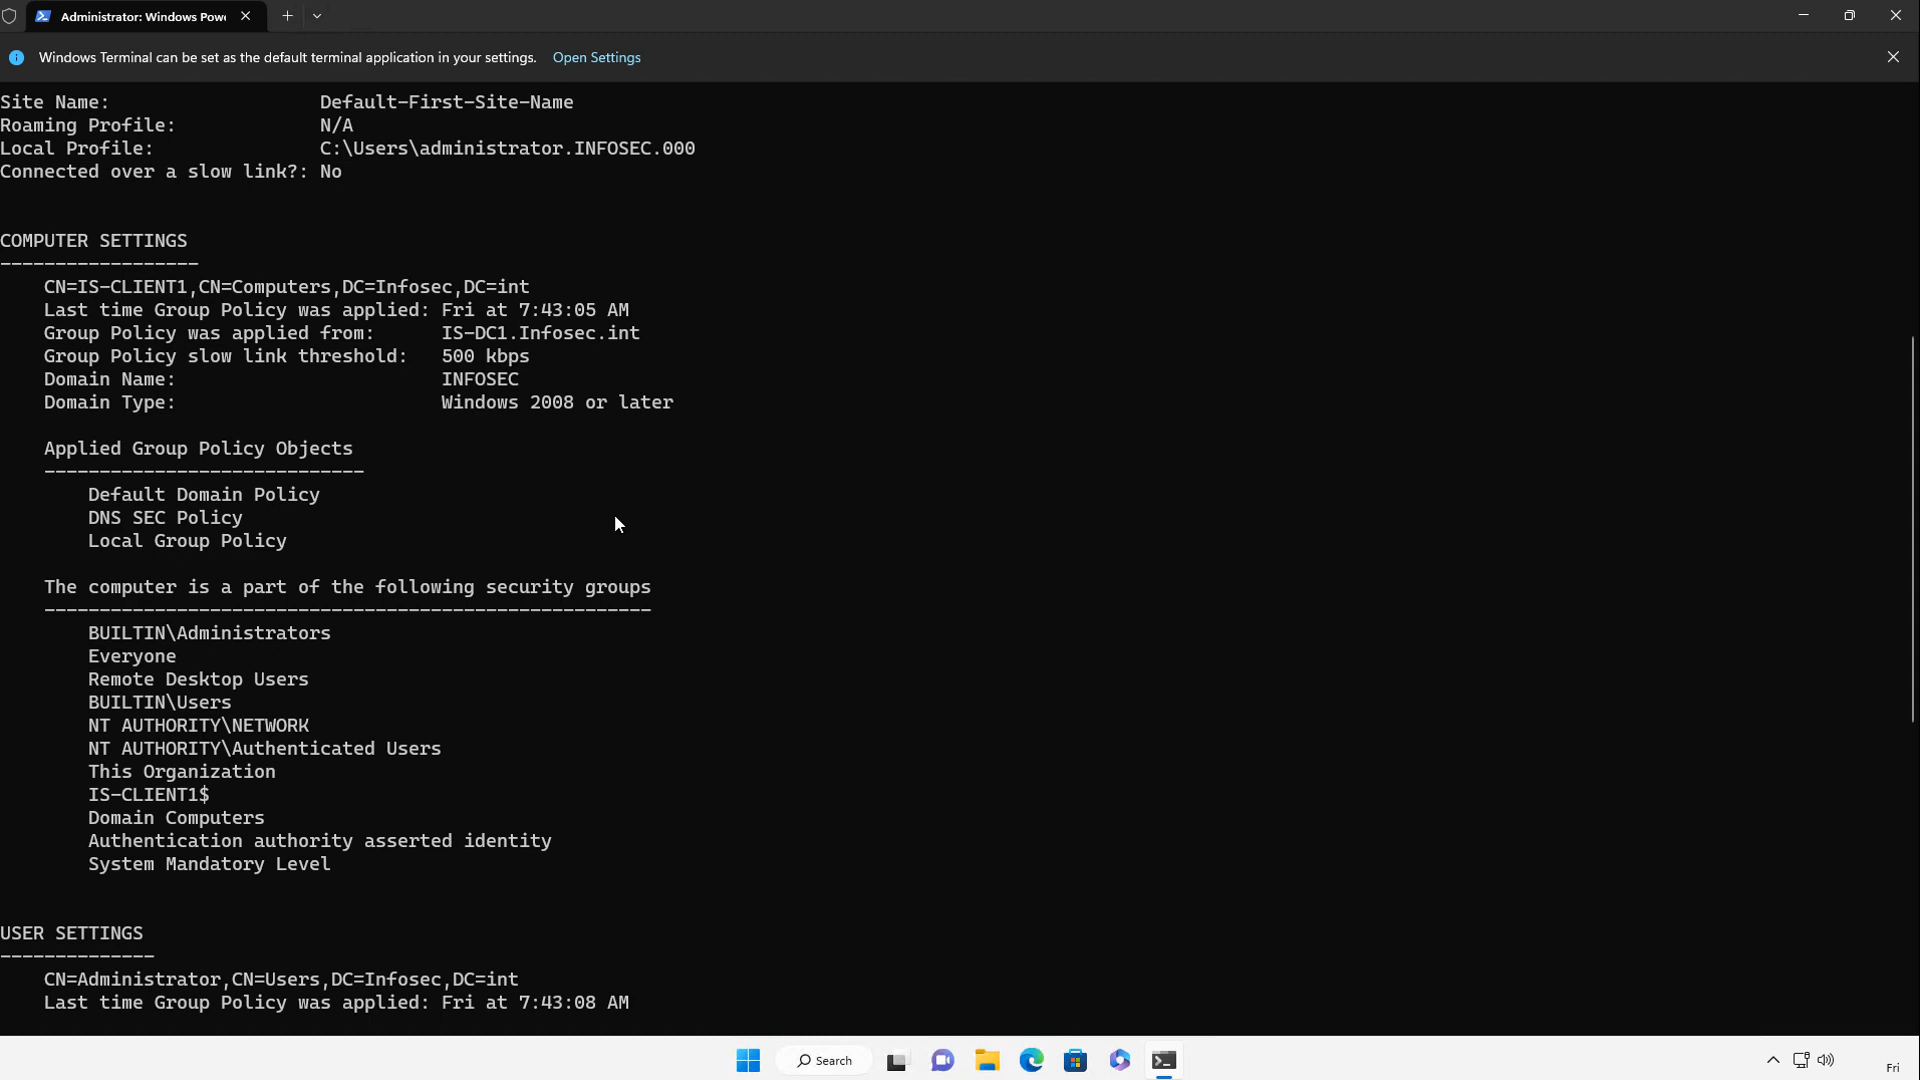 Administrator: Windows Pow
Windows Terminal can be set as the default terminal application in your settings. Open Settings
Site Name: Default-First-Site-Name
Roaming Profile: N/A
Local Profile: C:\Users\administrator.INFOSEC.000
Connected over a slow link?: No
COMPUTER SETTINGS
------------------
CN=IS-CLIENT1,CN=Computers,DC=Infosec,DC=int
Last time Group Policy was applied: Fri at 7:43:05 AM
Group Policy was applied from: IS-DC1.Infosec.int
Group Policy slow link threshold: 500 kbps
Domain Name: INFOSEC
Domain Type: Windows 2008 or later
Applied Group Policy Objects
-----------------------------
Default Domain Policy
DNS SEC Policy
Local Group Policy
The computer is a part of the following security groups
-------------------------------------------------------
BUILTIN\Administrators
Everyone
Remote Desktop Users
BUILTIN\Users
NT AUTHORITY\NETWORK
NT AUTHORITY\Authenticated Users
This Organization
IS-CLIENT1$
Domain Computers
Authentication authority asserted identity
System Mandatory Level
USER SETTINGS
--------------
CN=Administrator,CN=Users,DC=Infosec,DC=int
Last time Group Policy was applied: Fri at 7:43:08 AM
Search
Fri